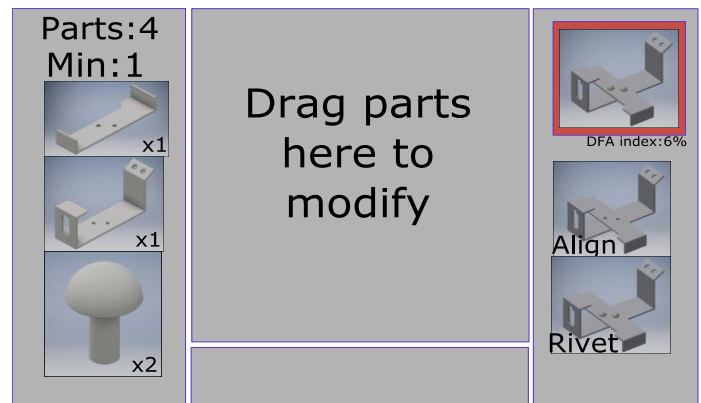 Parts:4
Min:1
x1
x1
x2
Drag parts
here to
modify
DFA index:6%
Align
Rivet